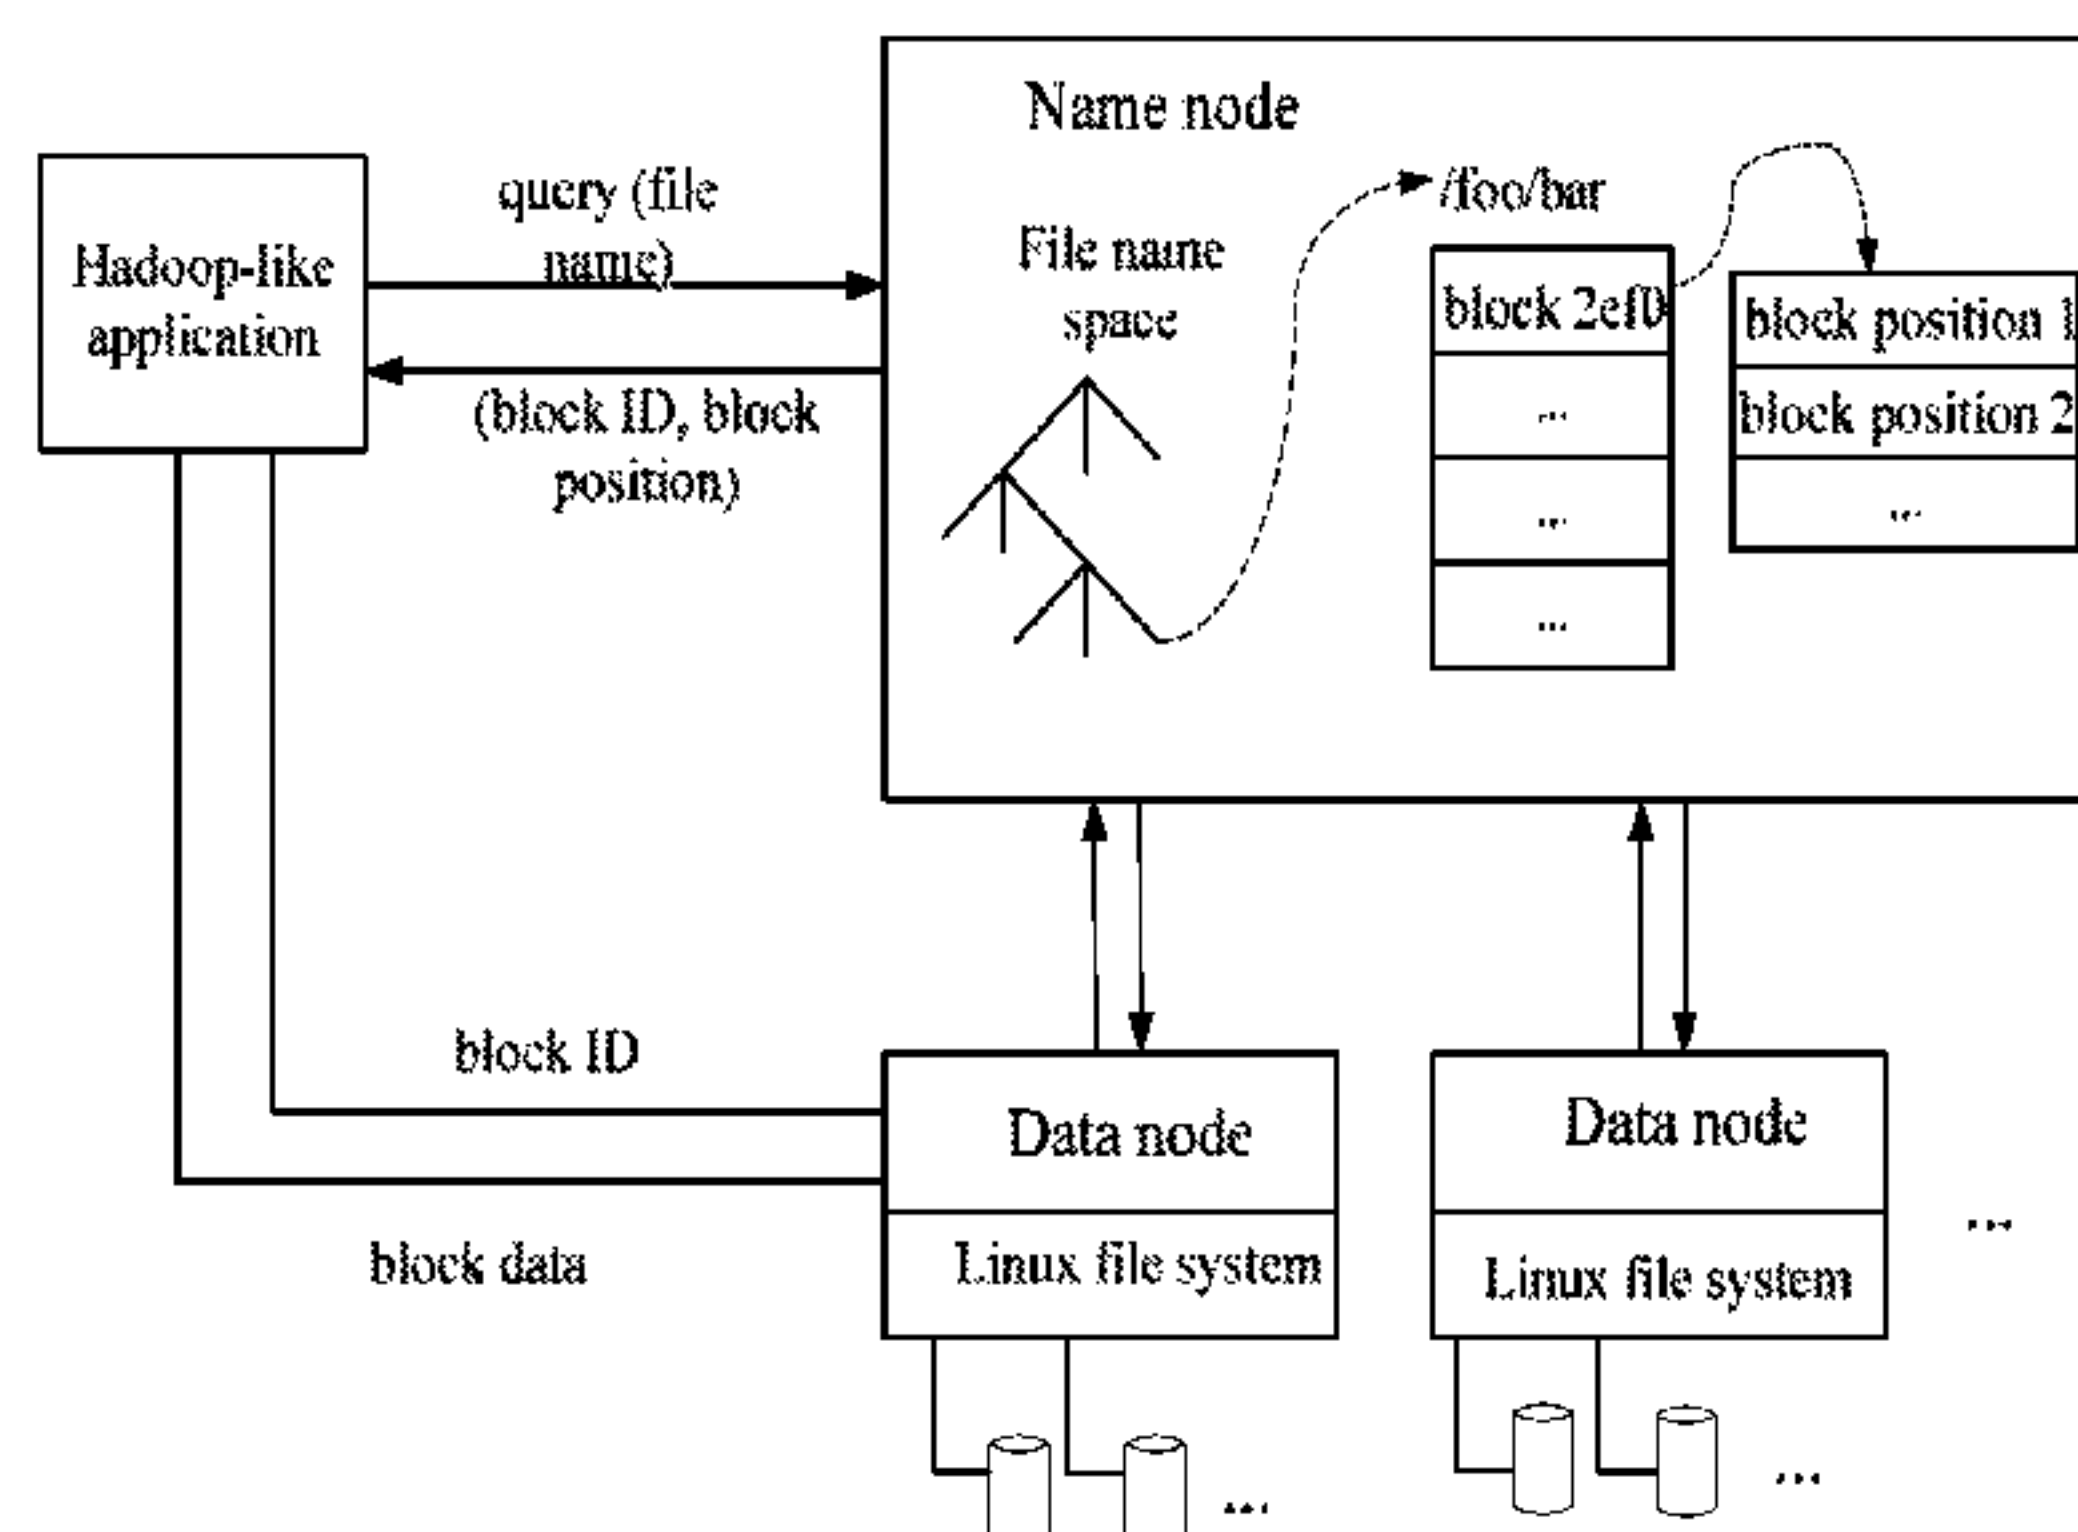 Name node
query (file
name)
/foo/bar
Hadoop-like
application
File name
space
block 2ef0
block position 1
(block ID, block
position)
block position 2
...
...
...
...
block ID
Data node
Data node
...
block data
Linux file system
Linux file system
...
...